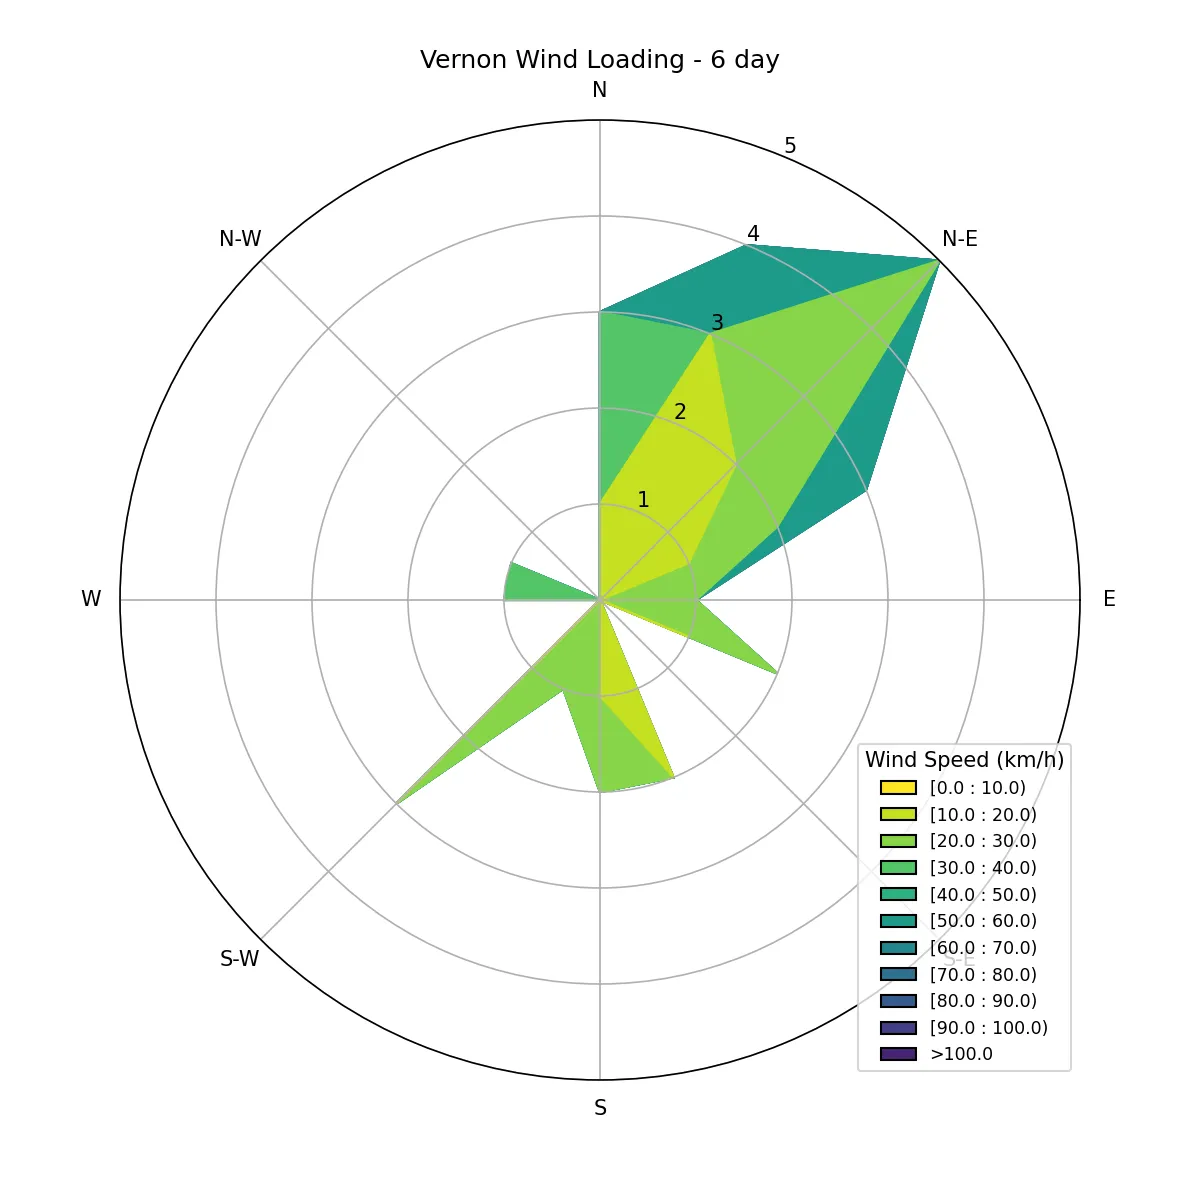 Vernon Wind Loading - 6 day
N
5
4
N-W
N-E
3
2
1
W
E
Wind Speed (km/h)
[0.0 : 10.0)
[10.0 : 20.0)
[20.0 : 30.0)
[30.0 : 40.0)
[40.0 : 50.0)
[50.0 : 60.0)
[60.0 : 70.0)
[70.0 : 80.0)
[80.0 : 90.0)
[90.0 : 100.0)
>100.0
S-W
S-E
S